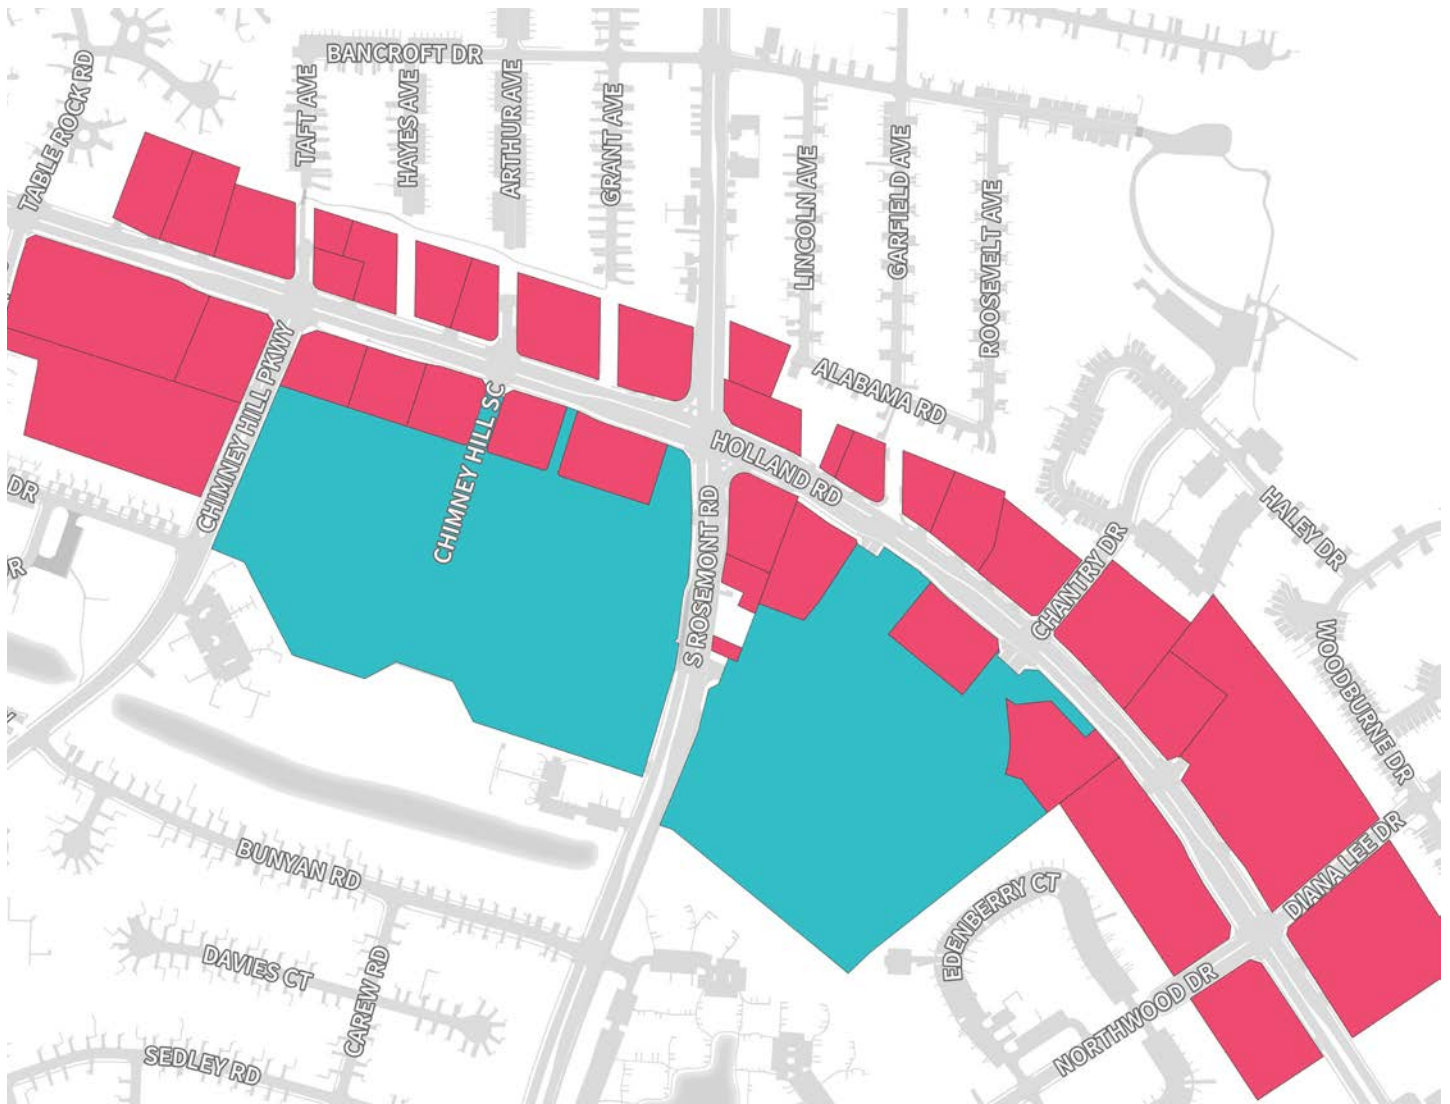 BANCROFT DR
TABLE ROCK RD
TAFT AVE
HAYES AVE
ARTHUR AVE
GRANT AVE
LINCOLN AVE
GARFIELD AVE
ROOSEVELT AVE
ALABAMA RD
CHIMNEY HILL PKWY
CHIMNEY HILL SC
HOLLAND RD
S ROSEMONT RD
DR
HALEY DR
CHANTRY DR
WOODBURNE DR
DIANA LEE DR
BUNYAN RD
EDENBERRY CT
DAVIES CT
CAREW RD
NORTHWOOD DR
SEDLEY RD